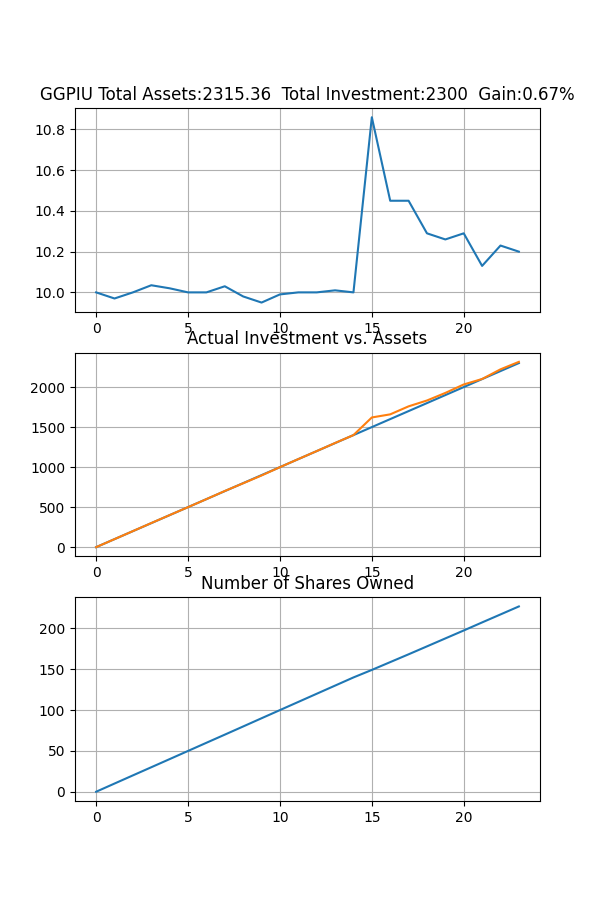 GGPIU Total Assets:2315.36  Total Investment:2300  Gain:0.67%
10.8
10.6
10.4
10.2
10.0
0 5 10 15 20
Actual Investment vs. Assets
2000
1500
1000
500
0
0 5 10 15 20
Number of Shares Owned
200
150
100
50
0
0 5 10 15 20